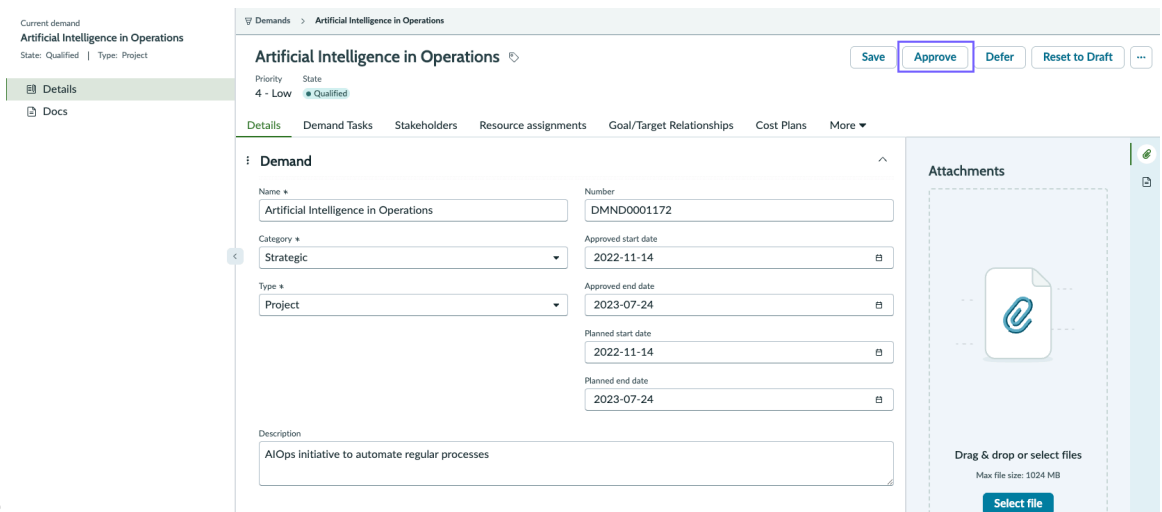 Current demand
Artificial Intelligence in Operations
State: Qualified | Type: Project
Details
Docs
Demands > Artificial Intelligence in Operations
Artificial Intelligence in Operations
Save Approve Defer Reset to Draft ...
Priority State
4 - Low Qualified
Details Demand Tasks Stakeholders Resource assignments Goal/Target Relationships Cost Plans More
Demand
Name *
Artificial Intelligence in Operations
Category *
Strategic
Type *
Project
Number
DMND0001172
Approved start date
2022-11-14
Approved end date
2023-07-24
Planned start date
2022-11-14
Planned end date
2023-07-24
Description
AIOps initiative to automate regular processes
Attachments
Drag & drop or select files
Max file size: 1024 MB
Select file